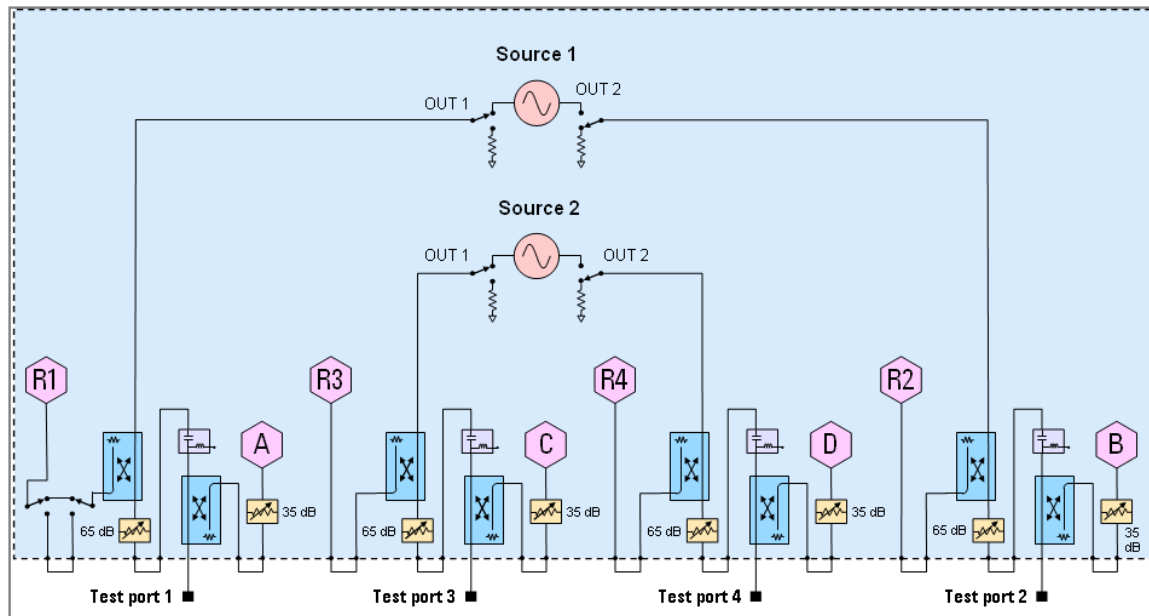 Source 1
OUT 1
OUT 2
Source 2
OUT 1
OUT 2
R1
R3
R4
R2
A
C
D
B
65 dB
35 dB
65 dB
35 dB
65 dB
35 dB
65 dB
35
dB
Test port 1
Test port 3
Test port 4
Test port 2